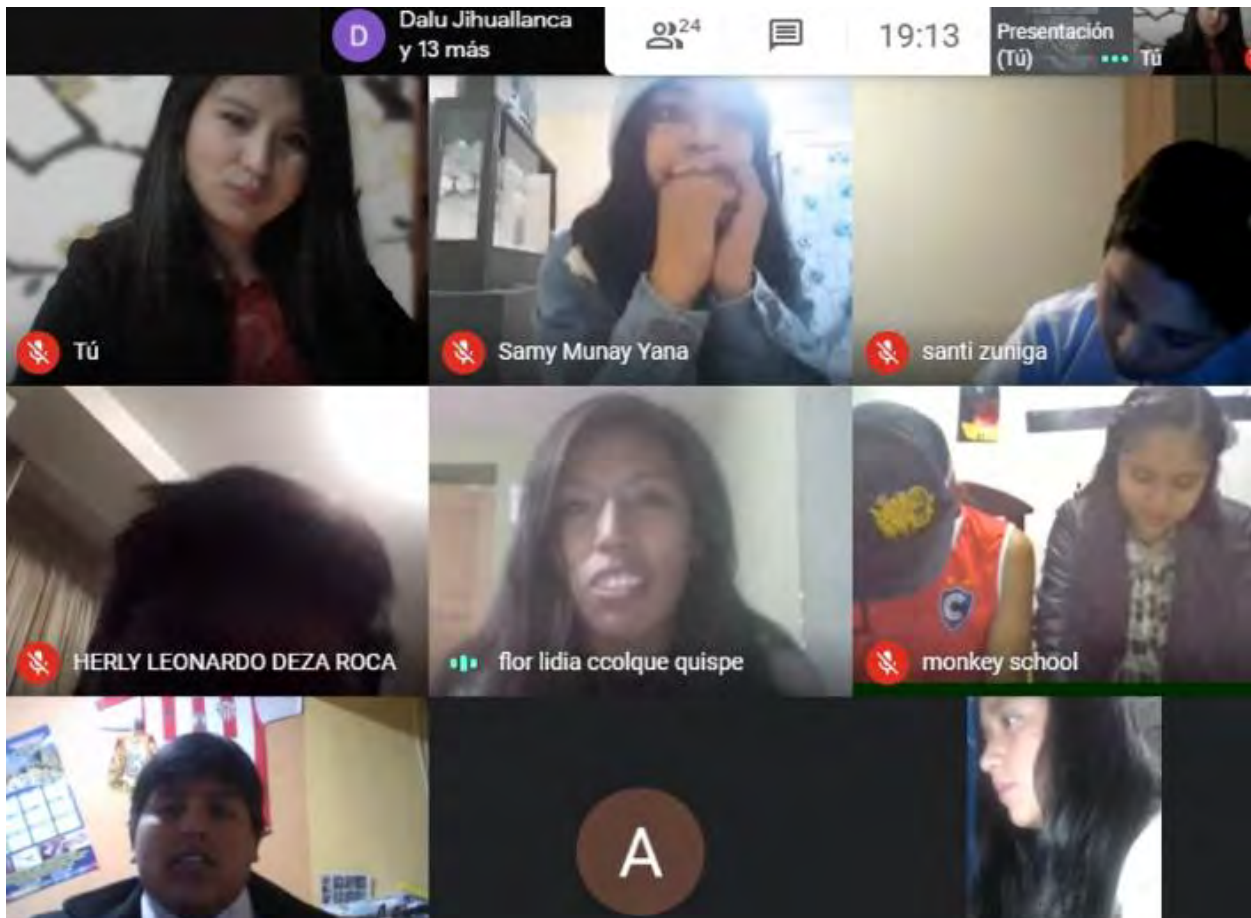 D
Dalu Jihuallanca
y 13 más
24
19:13
Presentación
(Tú)
Tú
Tú
Samy Munay Yana
santi zuniga
HERLY LEONARDO DEZA ROCA
flor lidia ccolque quispe
monkey school
C
A